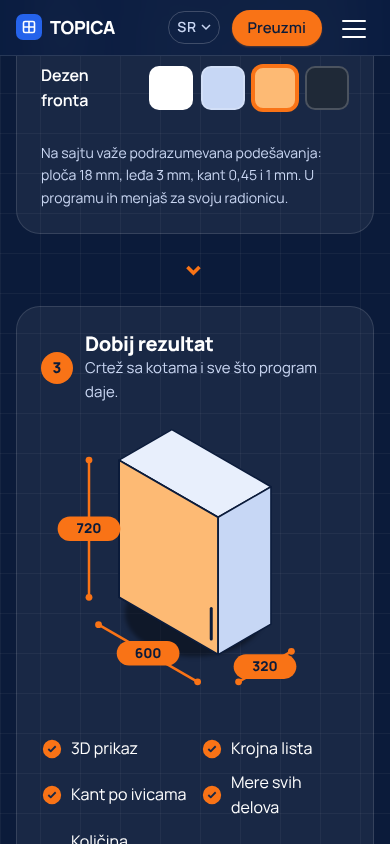 TOPICA
SR
Preuzmi
Dezen
fronta
Na sajtu važe podrazumevana podešavanja:
ploča 18 mm, leđa 3 mm, kant 0,45 i 1 mm. U
programu ih menjaš za svoju radionicu.
3
Dobij rezultat
Crtež sa kotama i sve što program
daje.
720
600
320
3D prikaz
Krojna lista
Kant po ivicama
Mere svih
delova
Količina